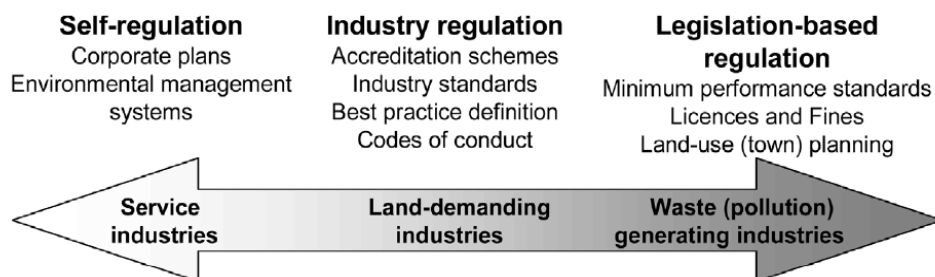 Self-regulation
Corporate plans
Environmental management
systems
Industry regulation
Accreditation schemes
Industry standards
Best practice definition
Codes of conduct
Legislation-based
regulation
Minimum performance standards
Licences and Fines
Land-use (town) planning
Service
industries
Land-demanding
industries
Waste (pollution)
generating industries